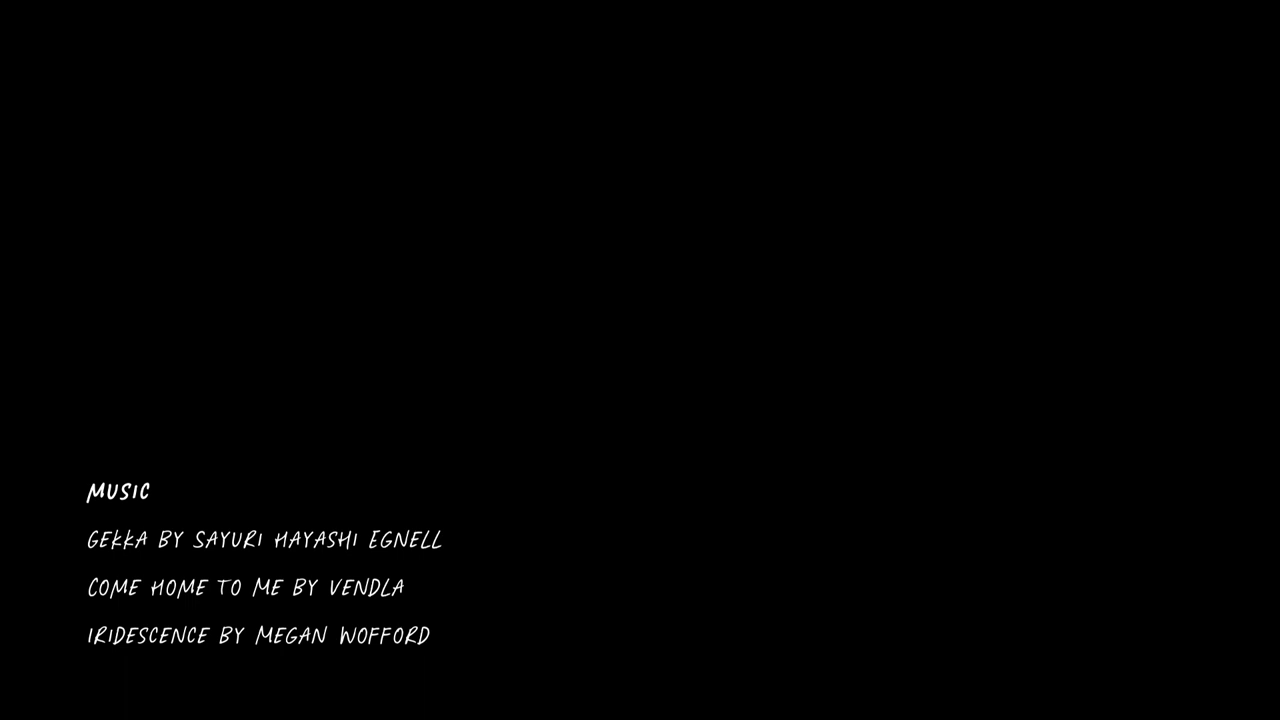 MUSIC
GEKKA BY SAYURI HAYASHI EGNELL
COME HOME TO ME BY VENDLA
IRIDESCENCE BY MEGAN WOFFORD